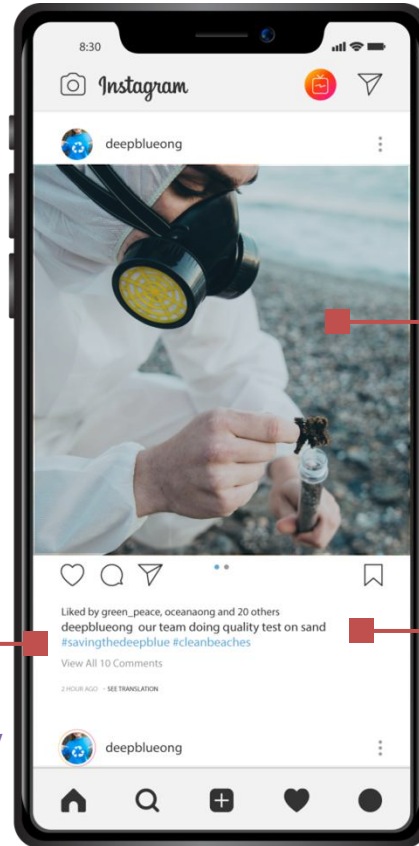 8:30
Instagram
deepblueong
Liked by green_peace, oceanaong and 20 others
deepblueong our team doing quality test on sand
#savingthedeepblue #cleanbeaches
View All 10 Comments
2 HOUR AGO - SEE TRANSLATION
deepblueong